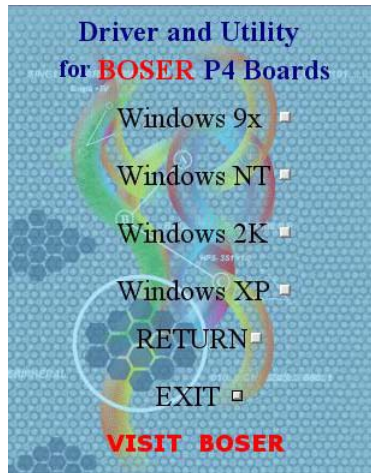 Driver and Utility
for BOSER P4 Boards
Windows 9x
Windows NT
Windows 2K
Windows XP
RETURN
EXIT
VISIT BOSER